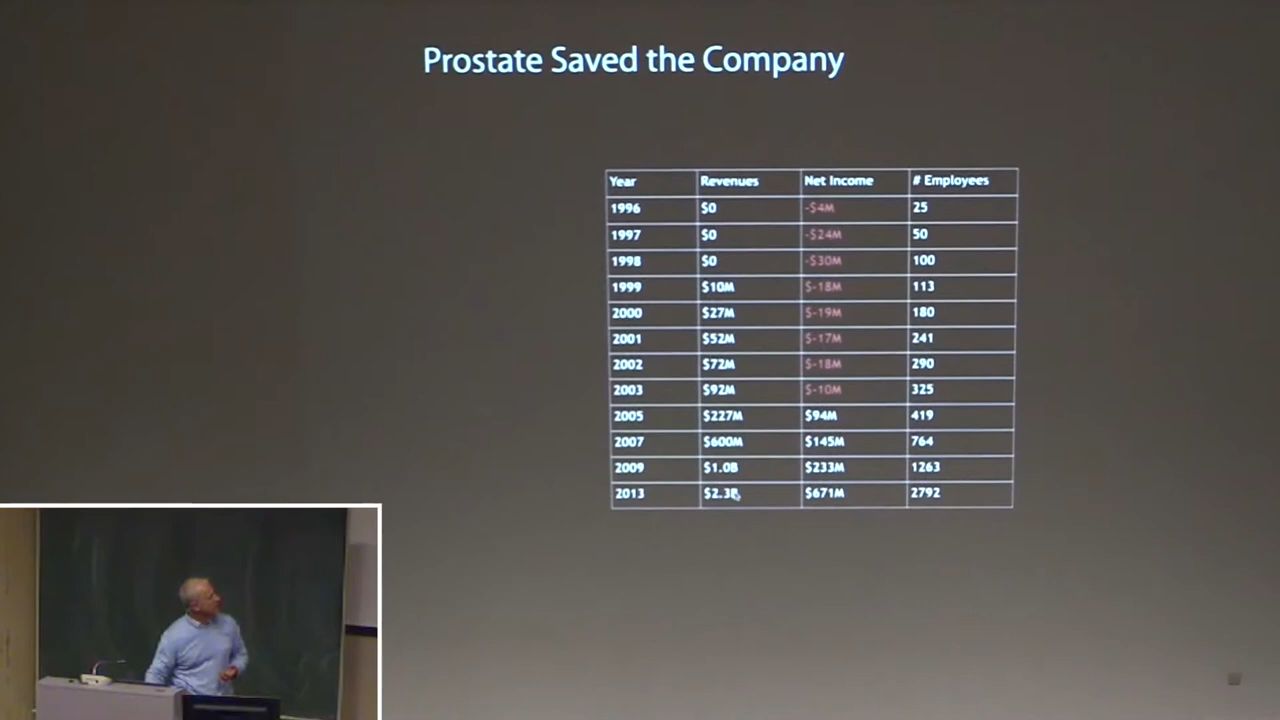 Prostate Saved the Company
Year Revenues Net Income # Employees
1996 $0 -$4M 25
1997 $0 -$24M 50
1998 $0 -$30M 100
1999 $10M $-18M 113
2000 $27M $-19M 180
2001 $52M $-17M 241
2002 $72M $-18M 290
2003 $92M $-10M 325
2005 $227M $94M 419
2007 $600M $145M 764
2009 $1.0B $233M 1263
2013 $2.3B $671M 2792